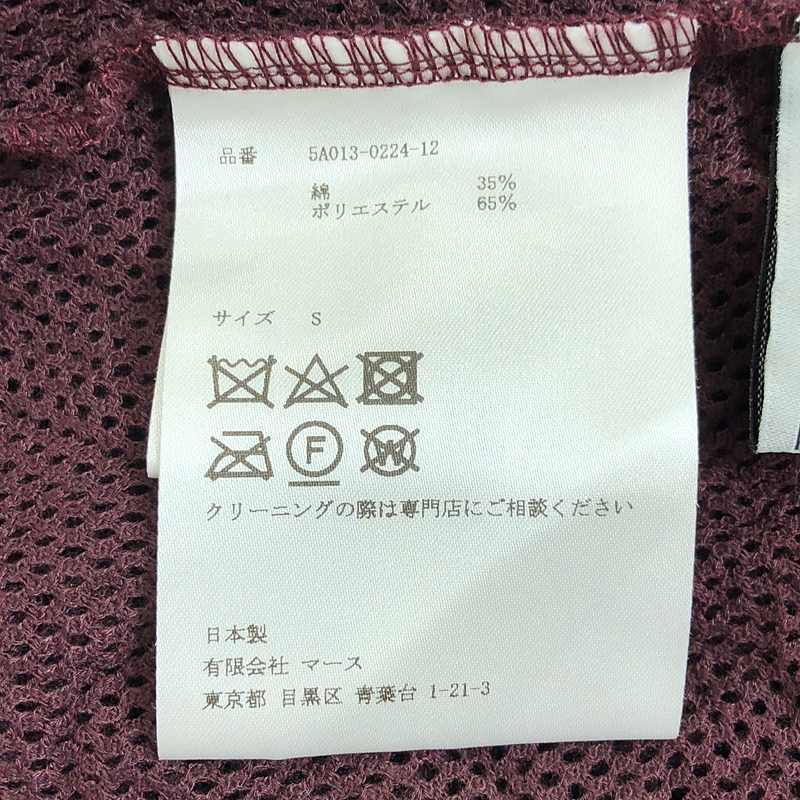 品番 5A013-0224-12
綿 35%
ポリエステル 65%
サイズ S
F
W
クリーニングの際は専門店にご相談ください
日本製
有限会社 マース
東京都 目黒区 青葉台 1-21-3